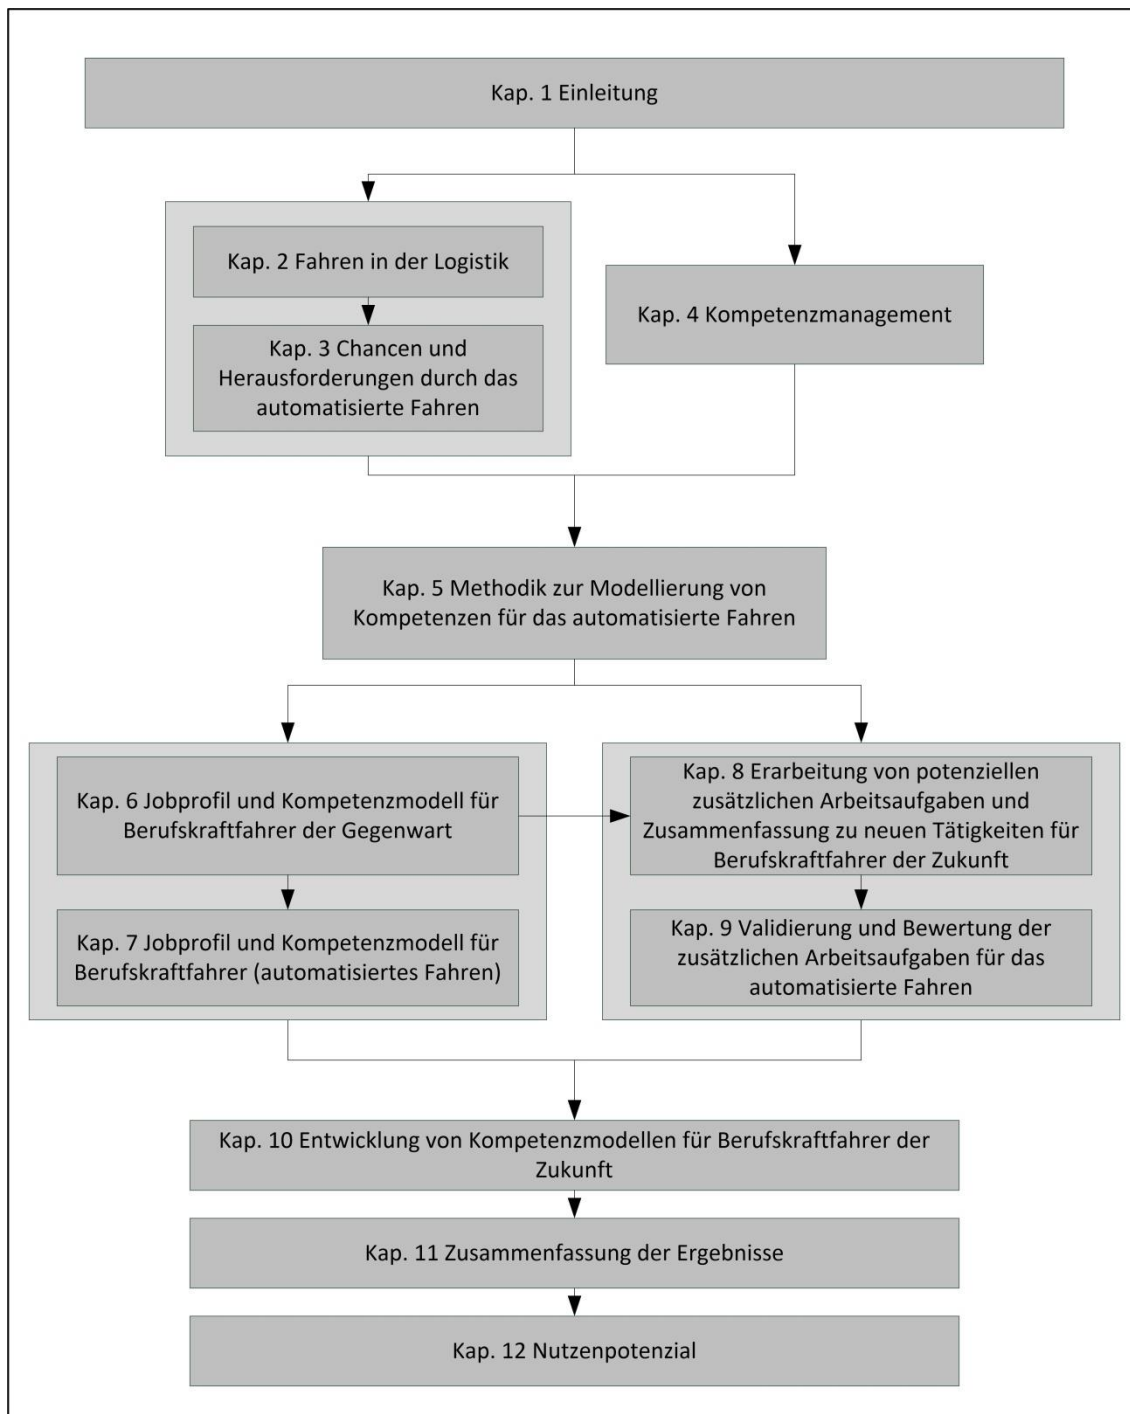 Kap. 1 Einleitung
Kap. 2 Fahren in der Logistik
Kap. 3 Chancen und
Herausforderungen durch das
automatisierte Fahren
Kap. 4 Kompetenzmanagement
Kap. 5 Methodik zur Modellierung von
Kompetenzen für das automatisierte Fahren
Kap. 6 Jobprofil und Kompetenzmodell für
Berufskraftfahrer der Gegenwart
Kap. 7 Jobprofil und Kompetenzmodell für
Berufskraftfahrer (automatisiertes Fahren)
Kap. 8 Erarbeitung von potenziellen
zusätzlichen Arbeitsaufgaben und
Zusammenfassung zu neuen Tätigkeiten für
Berufskraftfahrer der Zukunft
Kap. 9 Validierung und Bewertung der
zusätzlichen Arbeitsaufgaben für das
automatisierte Fahren
Kap. 10 Entwicklung von Kompetenzmodellen für Berufskraftfahrer der
Zukunft
Kap. 11 Zusammenfassung der Ergebnisse
Kap. 12 Nutzenpotenzial